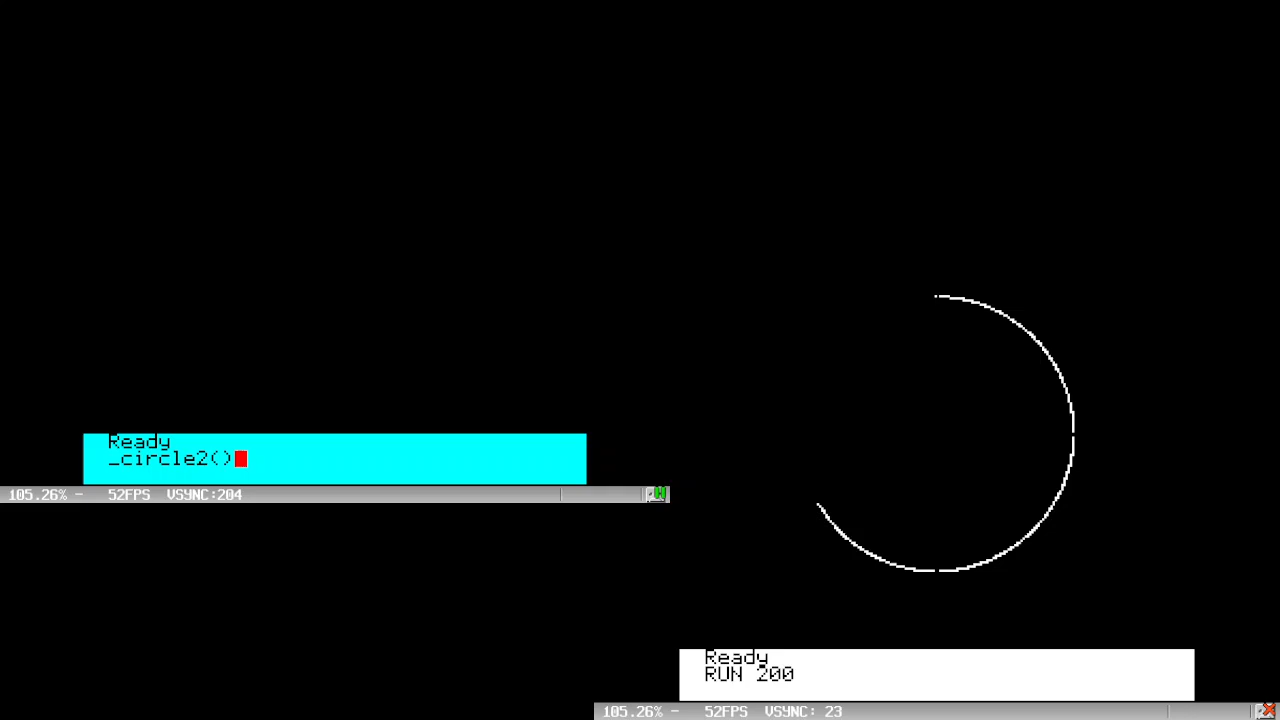 Ready
_circle2()
105.26% - 52FPS VSYNC:204
Ready
RUN 200
105.26% - 52FPS VSYNC: 23